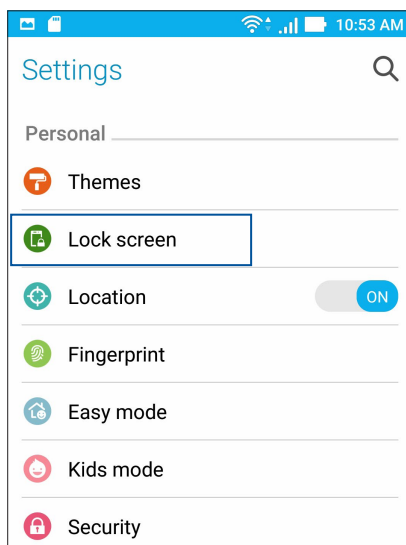 10:53 AM
Settings
Personal
Themes
Lock screen
Location
ON
Fingerprint
Easy mode
Kids mode
Security